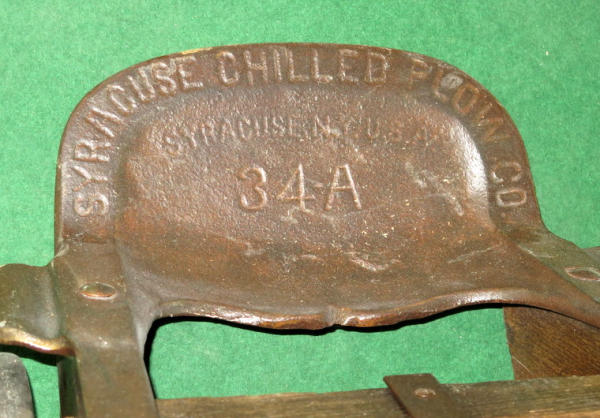 SYRACUSE CHILLED PLOW CO.
SYRACUSE, N.Y. U.S.A.
34-A